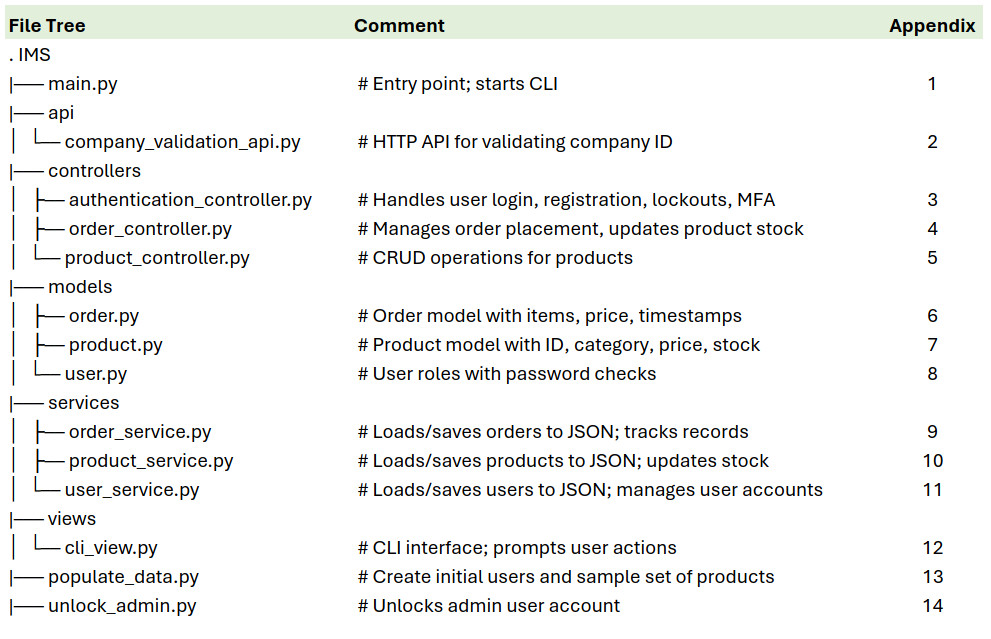 File Tree Comment Appendix
. IMS
|── main.py # Entry point; starts CLI 1
|── api
│ └─ company_validation_api.py # HTTP API for validating company ID 2
|── controllers
│ ├─ authentication_controller.py # Handles user login, registration, lockouts, MFA 3
│ ├─ order_controller.py # Manages order placement, updates product stock 4
│ └─ product_controller.py # CRUD operations for products 5
|── models
│ ├─ order.py # Order model with items, price, timestamps 6
│ ├─ product.py # Product model with ID, category, price, stock 7
│ └─ user.py # User roles with password checks 8
|── services
│ ├─ order_service.py # Loads/saves orders to JSON; tracks records 9
│ ├─ product_service.py # Loads/saves products to JSON; updates stock 10
│ └─ user_service.py # Loads/saves users to JSON; manages user accounts 11
|── views
│ └─ cli_view.py # CLI interface; prompts user actions 12
|── populate_data.py # Create initial users and sample set of products 13
|── unlock_admin.py # Unlocks admin user account 14